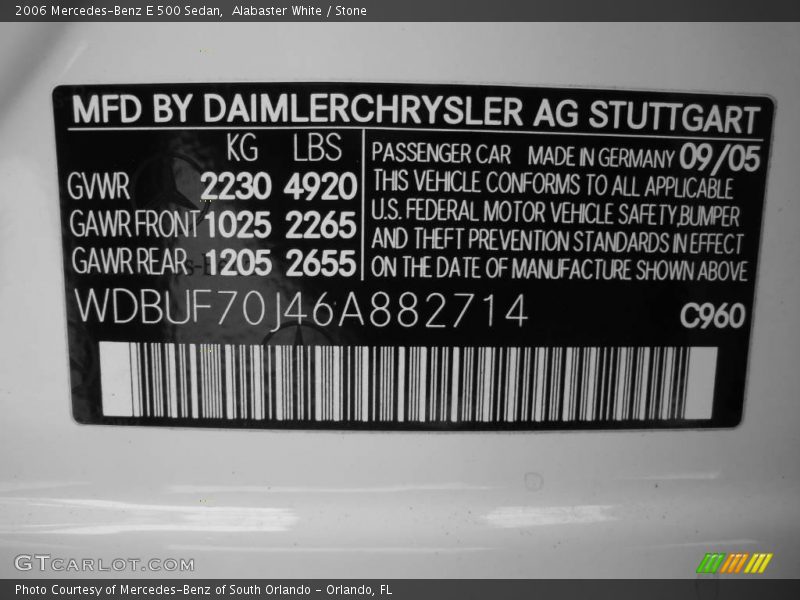 2006 Mercedes-Benz E 500 Sedan, Alabaster White / Stone
MFD BY DAIMLERCHRYSLER AG STUTTGART
KG LBS
GVWR 2230 4920
GAWR FRONT 1025 2265
GAWR REAR 1205 2655
PASSENGER CAR MADE IN GERMANY 09/05
THIS VEHICLE CONFORMS TO ALL APPLICABLE
U.S. FEDERAL MOTOR VEHICLE SAFETY,BUMPER
AND THEFT PREVENTION STANDARDS IN EFFECT
ON THE DATE OF MANUFACTURE SHOWN ABOVE
WDBUF70J46A882714 C960
GTCARLOT.COM
Photo Courtesy of Mercedes-Benz of South Orlando - Orlando, FL